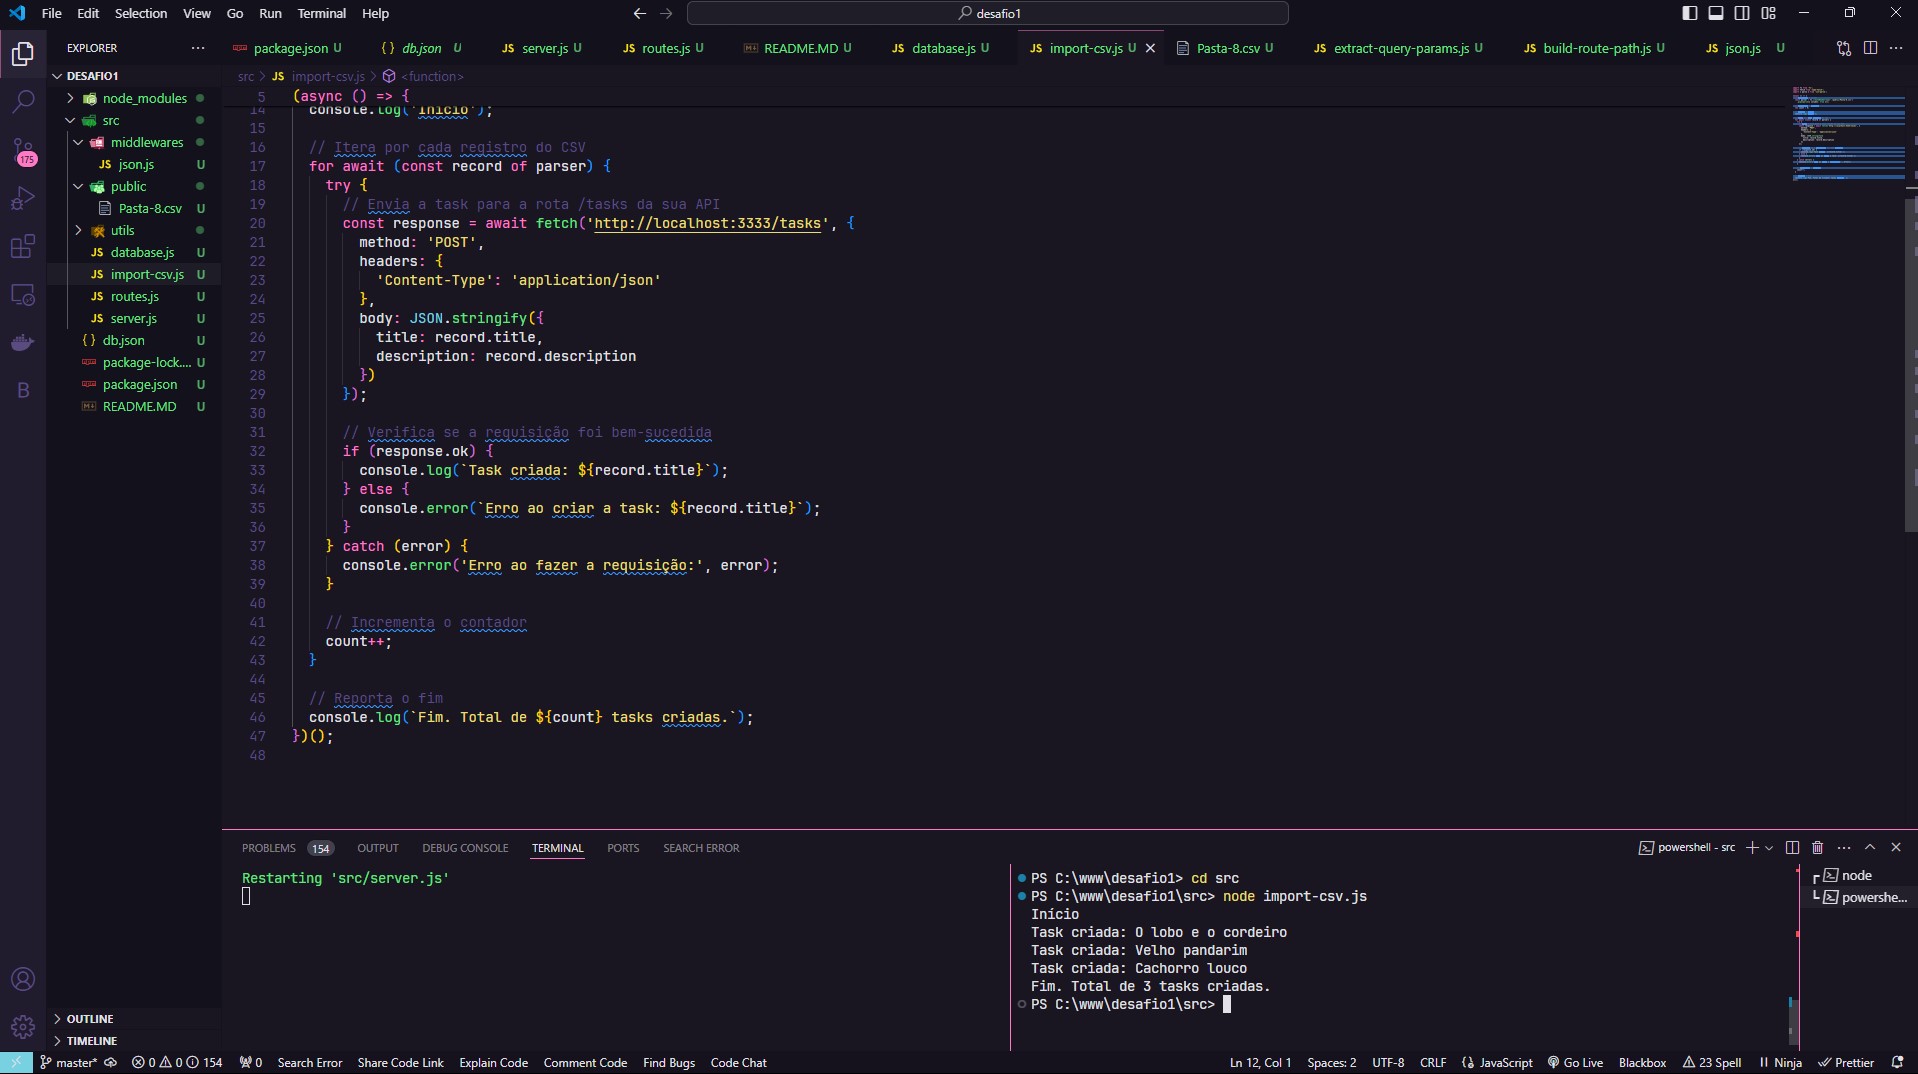 File Edit Selection View Go Run Terminal Help
desafio1
EXPLORER
package.json U
{ } db.json U
JS server.js U
JS routes.js U
README.MD U
JS database.js U
JS import-csv.js U
Pasta-8.csv U
JS extract-query-params.js U
JS build-route-path.js U
JS json.js U
src > JS import-csv.js > <function>
DESAFIO1
node_modules
src
middlewares
JS json.js U
public
Pasta-8.csv U
utils
JS database.js U
JS import-csv.js U
JS routes.js U
JS server.js U
{ } db.json U
package-lock.... U
package.json U
README.MD U
OUTLINE
TIMELINE
175
B
5 (async () => {
14 console.log('Início');
15
16 // Itera por cada registro do CSV
17 for await (const record of parser) {
18 try {
19 // Envia a task para a rota /tasks da sua API
20 const response = await fetch('http://localhost:3333/tasks', {
21 method: 'POST',
22 headers: {
23 'Content-Type': 'application/json'
24 },
25 body: JSON.stringify({
26 title: record.title,
27 description: record.description
28 })
29 });
30
31 // Verifica se a requisição foi bem-sucedida
32 if (response.ok) {
33 console.log(`Task criada: ${record.title}`);
34 } else {
35 console.error(`Erro ao criar a task: ${record.title}`);
36 }
37 } catch (error) {
38 console.error('Erro ao fazer a requisição:', error);
39 }
40
41 // Incrementa o contador
42 count++;
43 }
44
45 // Reporta o fim
46 console.log(`Fim. Total de ${count} tasks criadas.`);
47 })();
48
PROBLEMS 154 OUTPUT DEBUG CONSOLE TERMINAL PORTS SEARCH ERROR
powershell - src
Restarting 'src/server.js'
PS C:\www\desafio1> cd src
PS C:\www\desafio1\src> node import-csv.js
Início
Task criada: O lobo e o cordeiro
Task criada: Velho pandarim
Task criada: Cachorro louco
Fim. Total de 3 tasks criadas.
PS C:\www\desafio1\src>
node
powershe...
master* 0 0 154 0 Search Error Share Code Link Explain Code Comment Code Find Bugs Code Chat
Ln 12, Col 1 Spaces: 2 UTF-8 CRLF JavaScript Go Live Blackbox 23 Spell Ninja Prettier